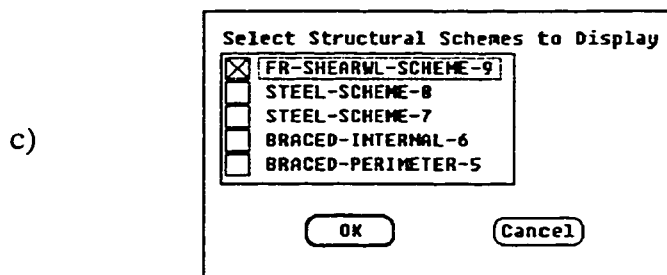 Select Structural Schemes to Display
FR-SHEARWL-SCHEME-9
STEEL-SCHEME-8
STEEL-SCHEME-7
c)
BRACED-INTERNAL-6
BRACED-PERIMETER-5
OK
Cancel